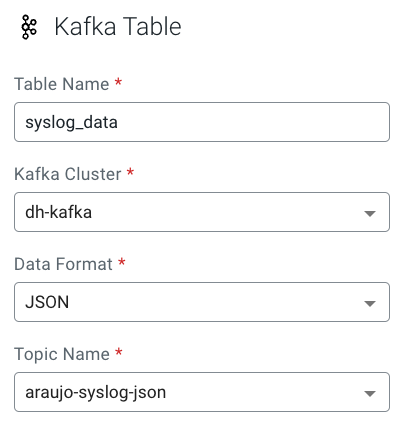 Kafka Table
Table Name *
syslog_data
Kafka Cluster *
dh-kafka
Data Format *
JSON
Topic Name *
araujo-syslog-json